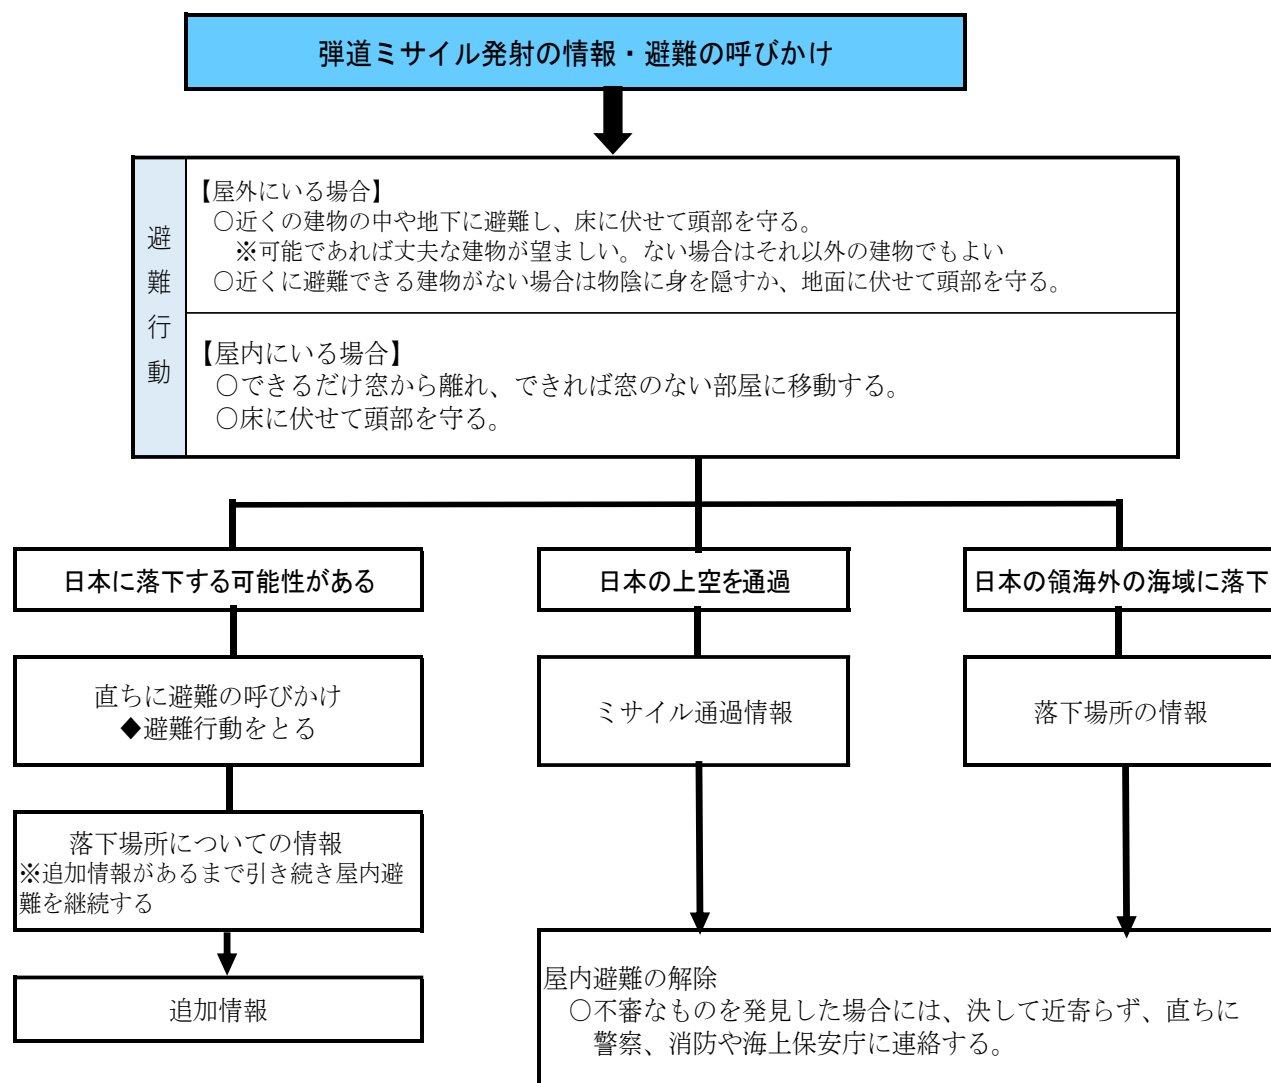 弾道ミサイル発射の情報・避難の呼びかけ
避難行動
【屋外にいる場合】
○近くの建物の中や地下に避難し、床に伏せて頭部を守る。
※可能であれば丈夫な建物が望ましい。ない場合はそれ以外の建物でもよい
○近くに避難できる建物がない場合は物陰に身を隠すか、地面に伏せて頭部を守る。
【屋内にいる場合】
○できるだけ窓から離れ、できれば窓のない部屋に移動する。
○床に伏せて頭部を守る。
日本に落下する可能性がある
日本の上空を通過
日本の領海外の海域に落下
直ちに避難の呼びかけ
◆避難行動をとる
ミサイル通過情報
落下場所の情報
落下場所についての情報
※追加情報があるまで引き続き屋内避
難を継続する
追加情報
屋内避難の解除
○不審なものを発見した場合には、決して近寄らず、直ちに
警察、消防や海上保安庁に連絡する。